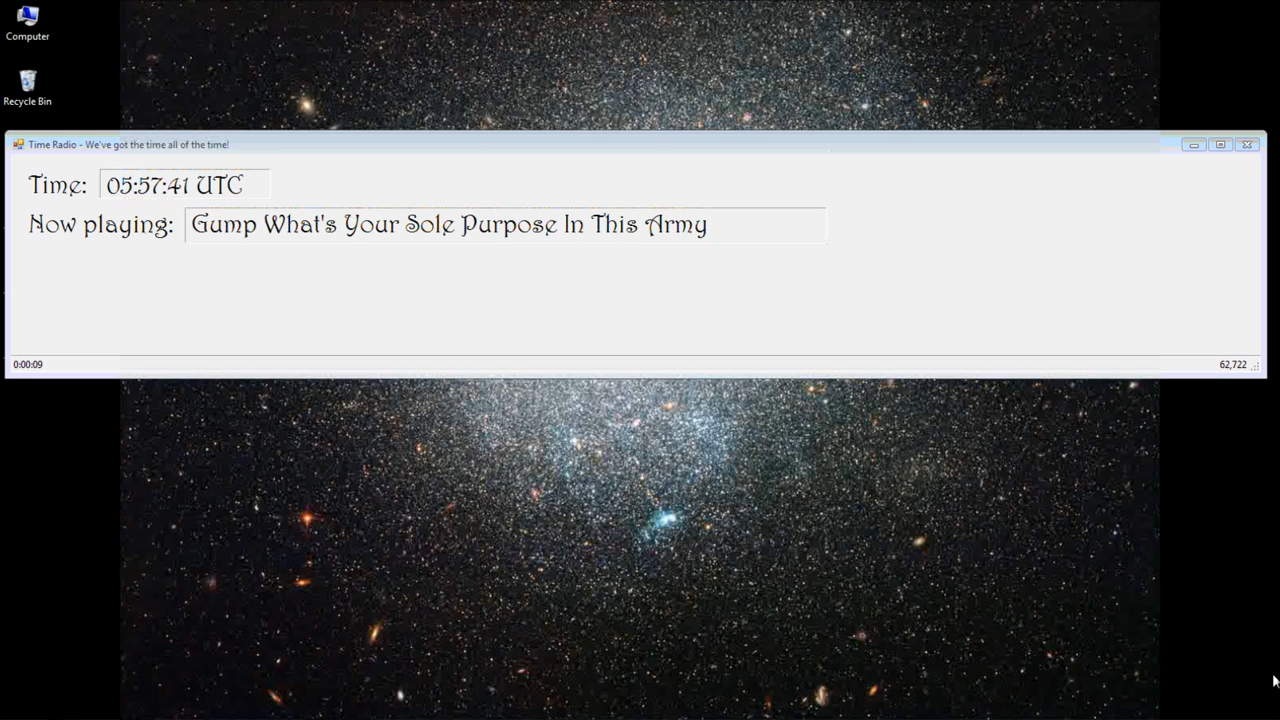 Computer
Recycle Bin
Time Radio - We've got the time all of the time!
Time: 05:57:41 UTC
Now playing: Gump What's Your Sole Purpose In This Army
0:00:09 62,722